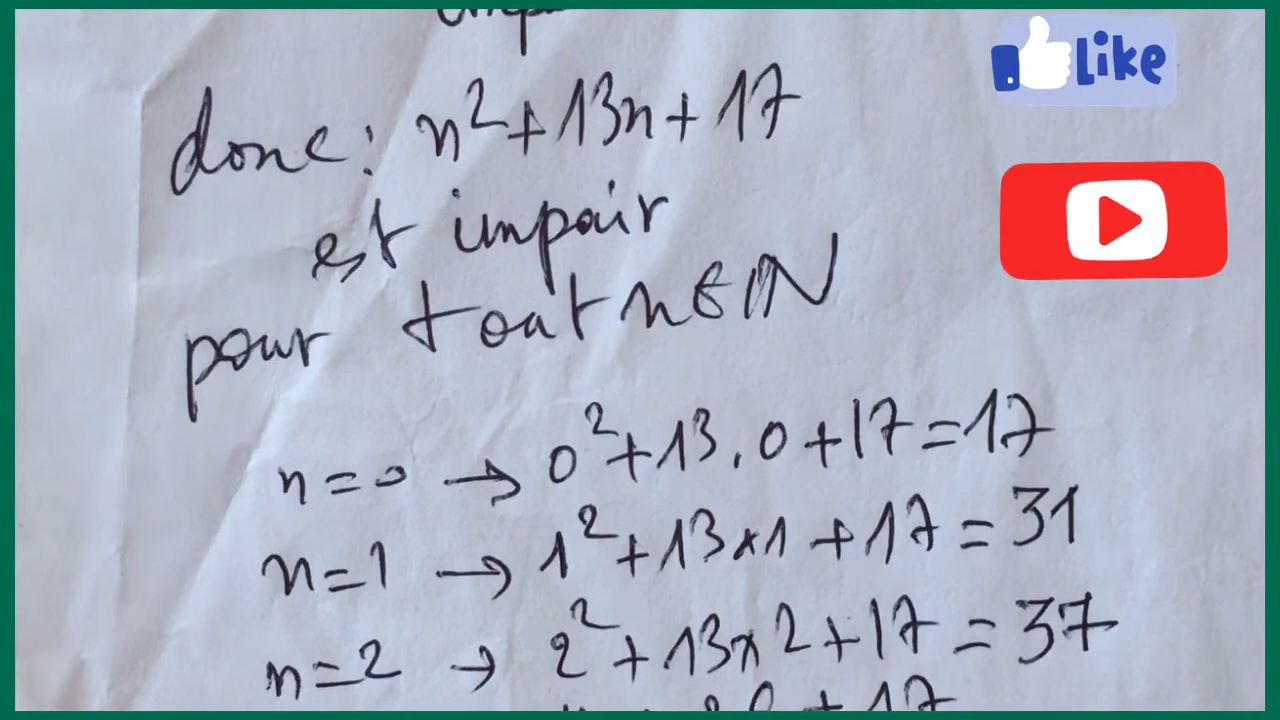 Like
donc: n²+13n+17
est impair
pour tout n∈ℕ
n=0 → 0²+13.0+17=17
n=1 → 1²+13×1+17=31
n=2 → 2²+13×2+17=37